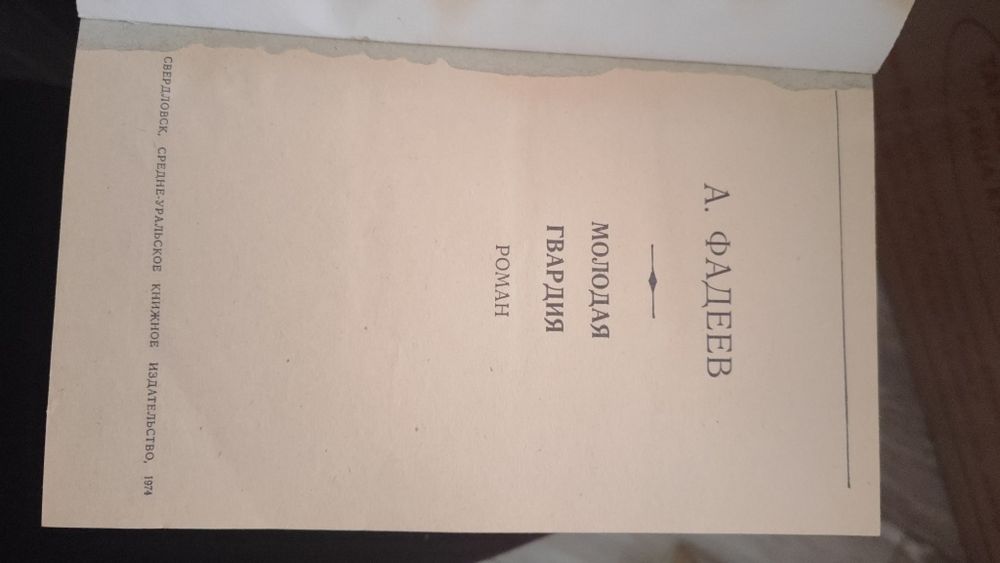 А. ФАДЕЕВ
МОЛОДАЯ
ГВАРДИЯ
РОМАН
СВЕРДЛОВСК, СРЕДНЕ-УРАЛЬСКОЕ КНИЖНОЕ ИЗДАТЕЛЬСТВО, 1974